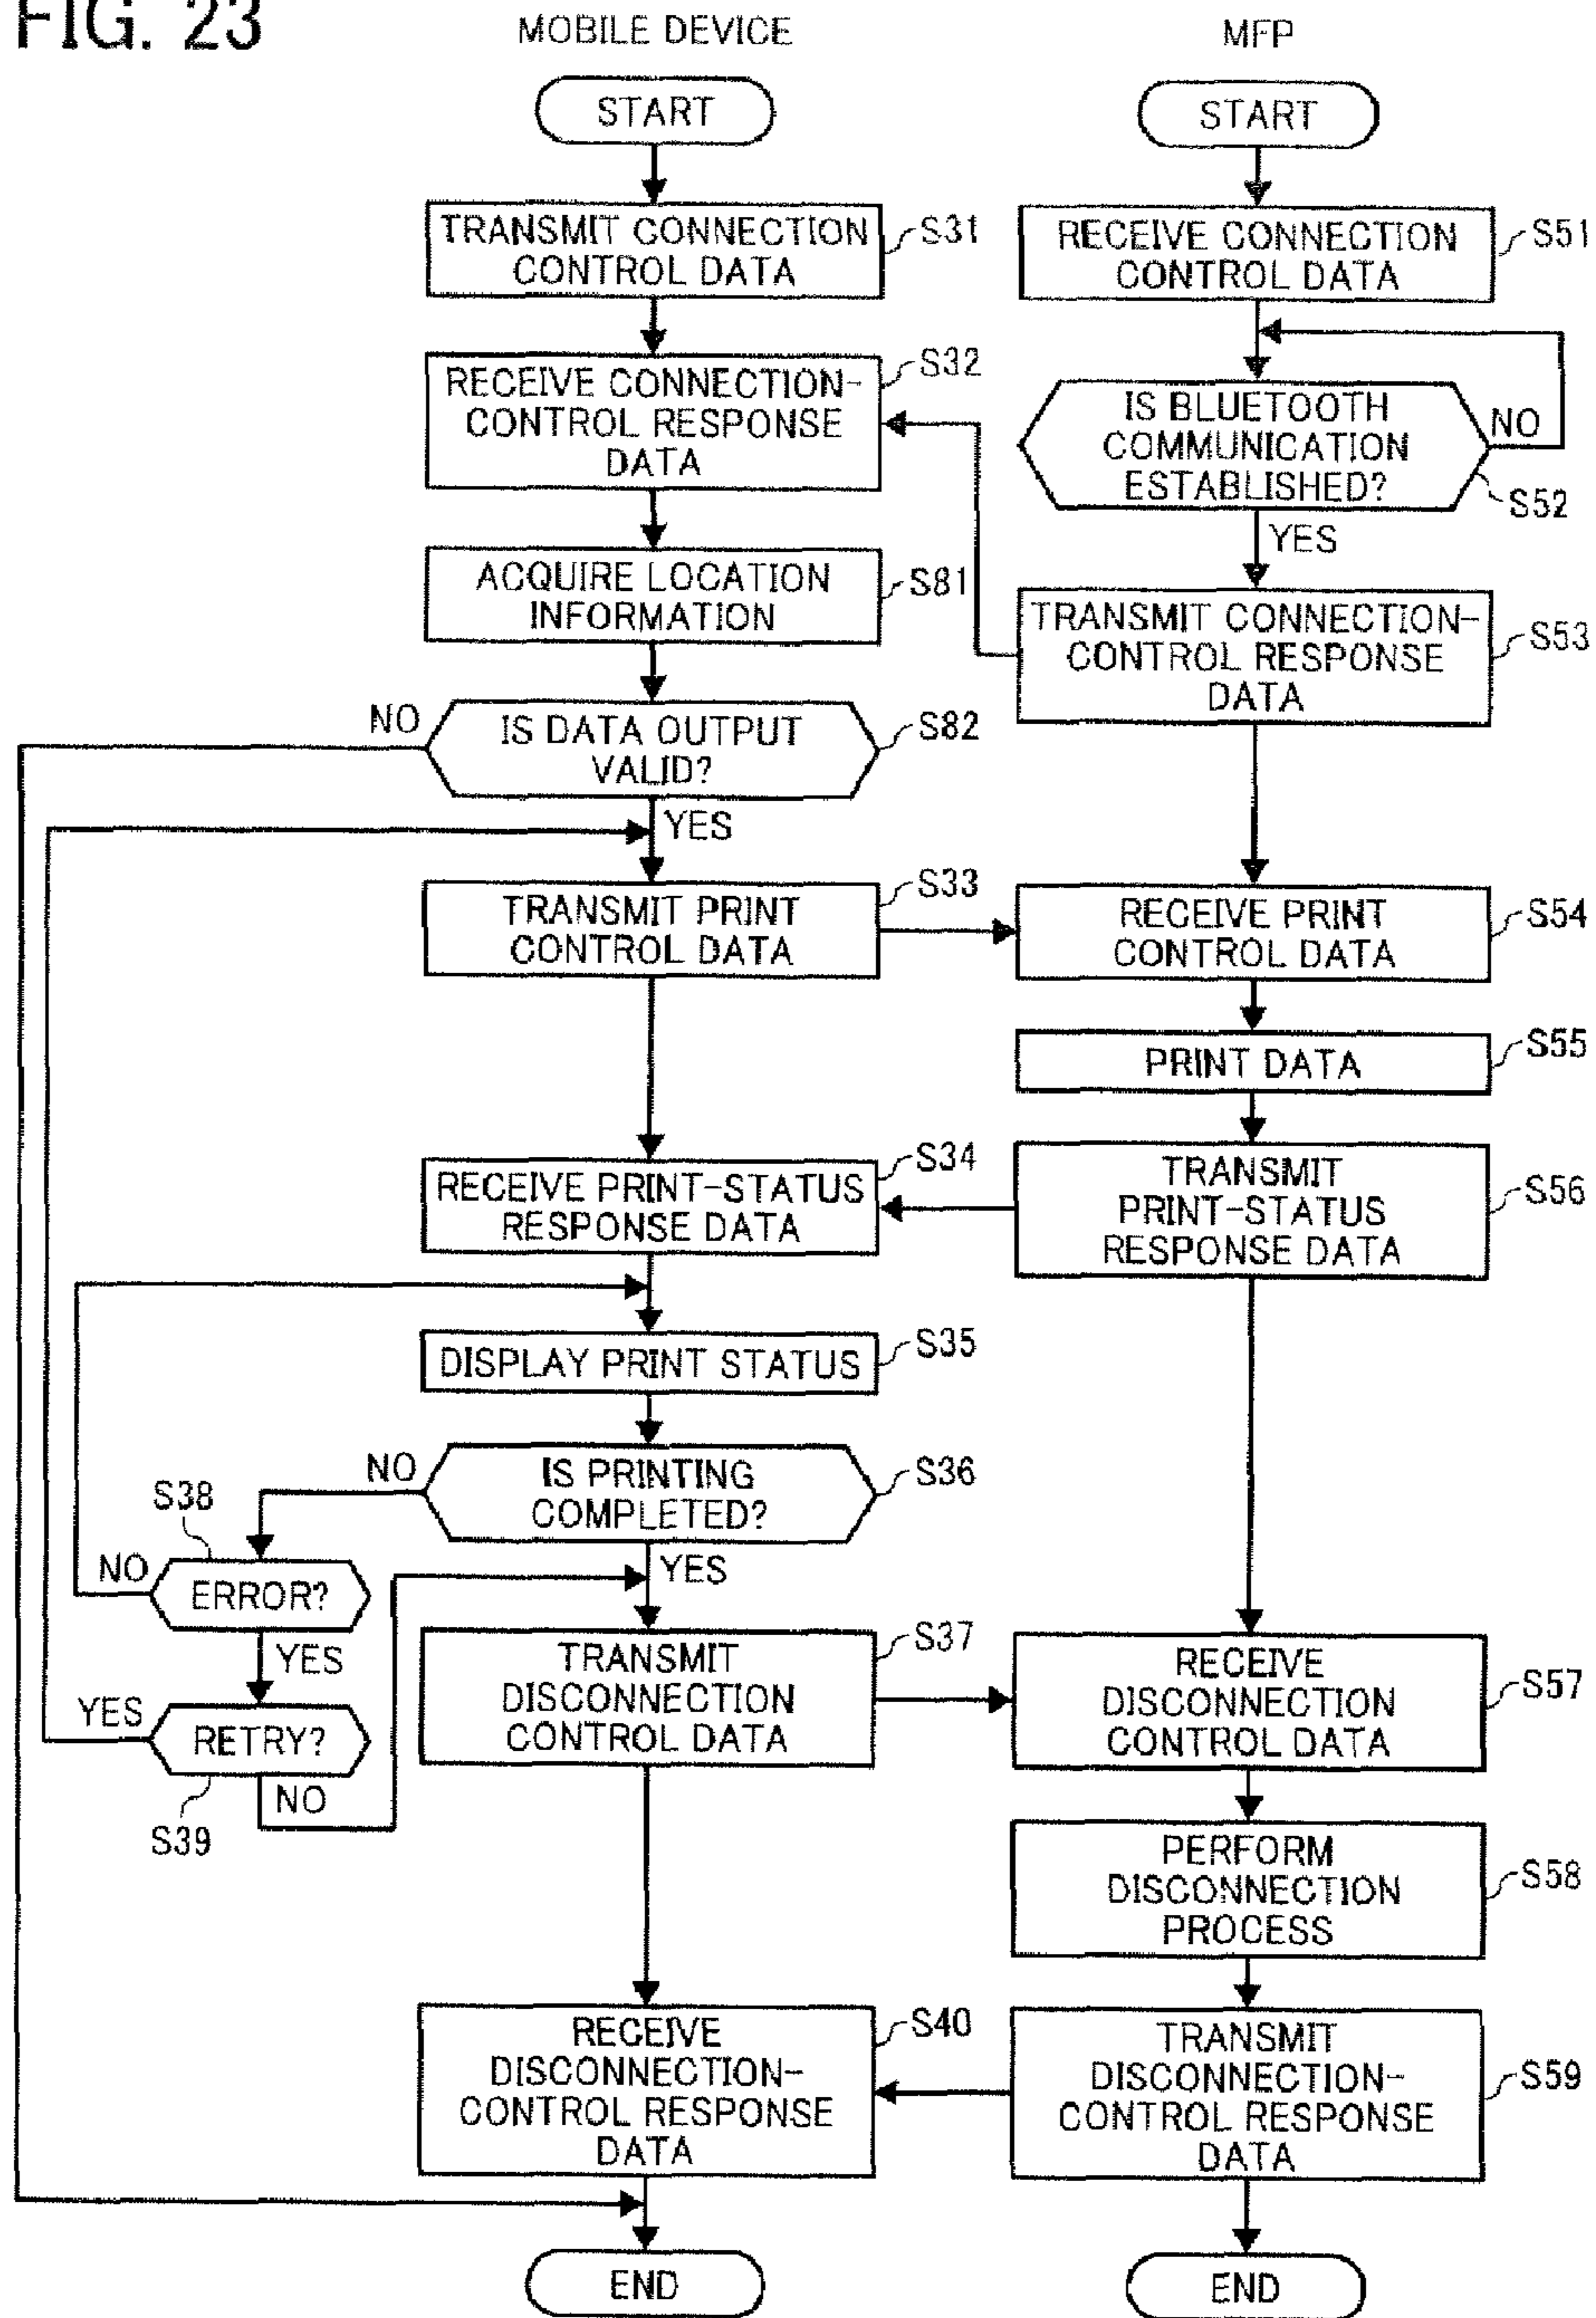 FIG. 23
MOBILE DEVICE
MFP
START
START
TRANSMIT CONNECTION
CONTROL DATA
S31
RECEIVE CONNECTION
CONTROL DATA
S51
RECEIVE CONNECTION-
CONTROL RESPONSE
DATA
S32
IS BLUETOOTH
COMMUNICATION
ESTABLISHED?
NO
S52
YES
ACQUIRE LOCATION
INFORMATION
S81
TRANSMIT CONNECTION-
CONTROL RESPONSE
DATA
S53
NO
IS DATA OUTPUT
VALID?
S82
YES
TRANSMIT PRINT
CONTROL DATA
S33
RECEIVE PRINT
CONTROL DATA
S54
PRINT DATA
S55
RECEIVE PRINT-STATUS
RESPONSE DATA
S34
TRANSMIT
PRINT-STATUS
RESPONSE DATA
S56
DISPLAY PRINT STATUS
S35
NO
IS PRINTING
COMPLETED?
S36
YES
S38
NO
ERROR?
YES
YES
RETRY?
NO
S39
TRANSMIT
DISCONNECTION
CONTROL DATA
S37
RECEIVE
DISCONNECTION
CONTROL DATA
S57
PERFORM
DISCONNECTION
PROCESS
S58
RECEIVE
DISCONNECTION-
CONTROL RESPONSE
DATA
S40
TRANSMIT
DISCONNECTION-
CONTROL RESPONSE
DATA
S59
END
END